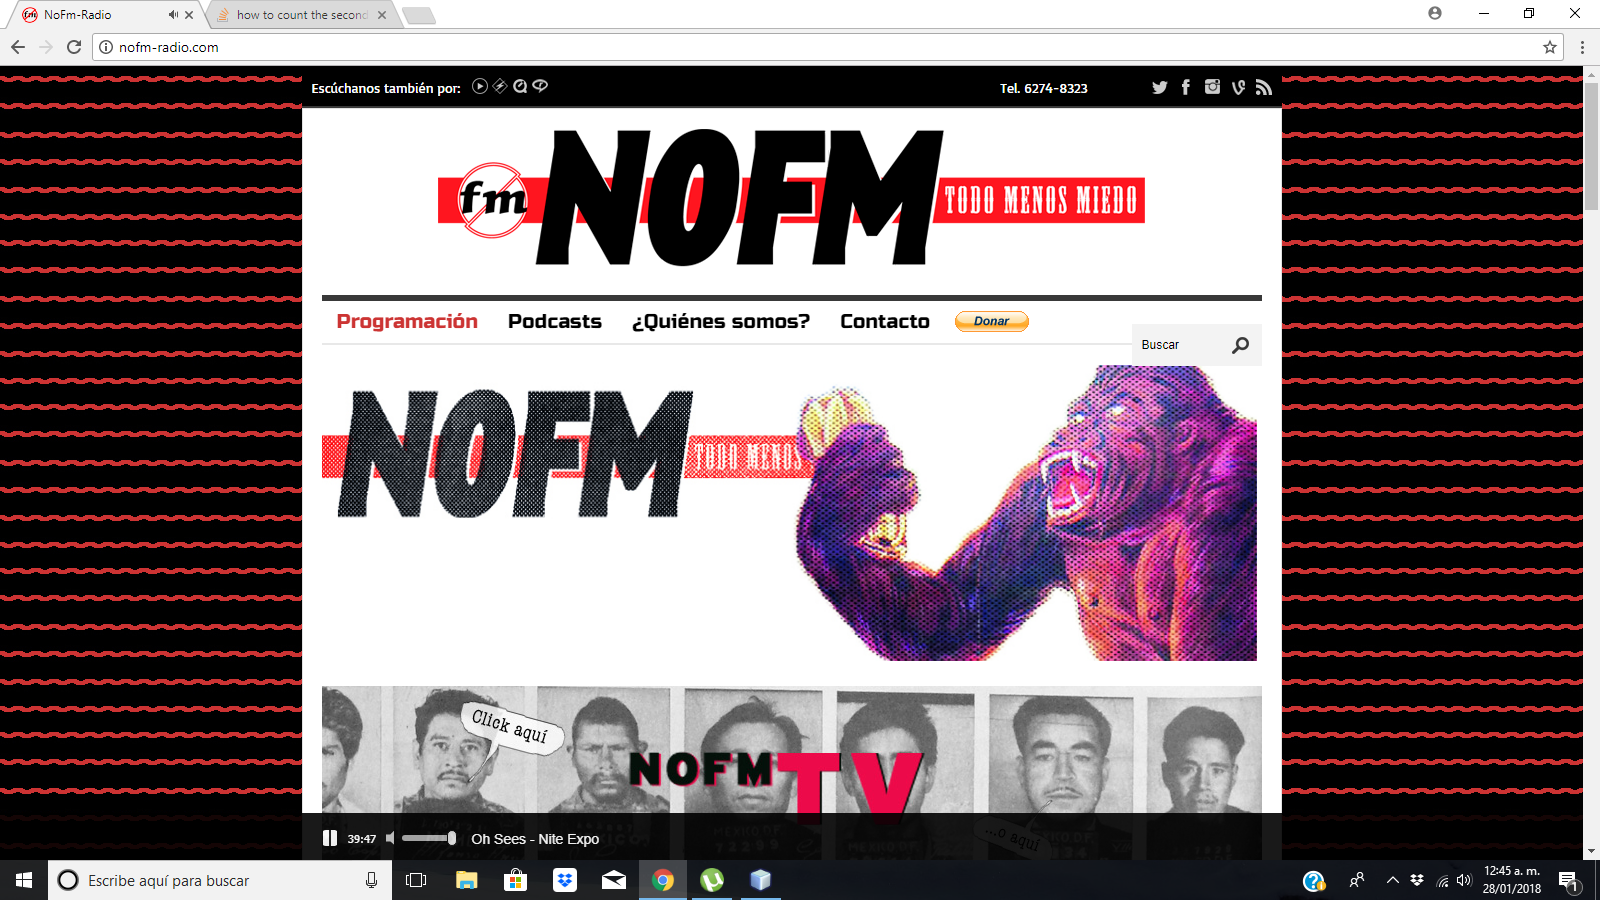 NoFm-Radio
how to count the second
nofm-radio.com
Escúchanos también por:
Tel. 6274-8323
fm NOFM TODO MENOS MIEDO
Programación Podcasts ¿Quiénes somos? Contacto Donar
Buscar
NOFM TODO MENOS
Click aquí
NOFM TV
...o aquí
39:47 Oh Sees - Nite Expo
Escribe aquí para buscar
12:45 a. m.
28/01/2018
1